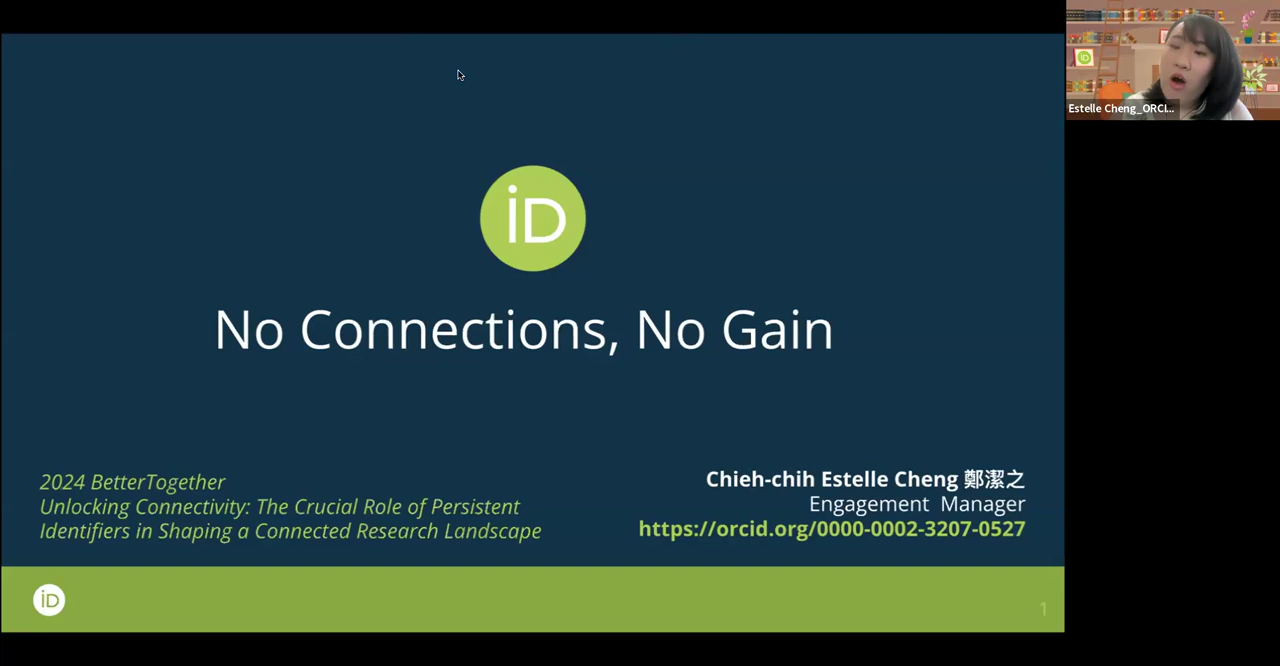 iD
No Connections, No Gain
2024 BetterTogether
Unlocking Connectivity: The Crucial Role of Persistent
Identifiers in Shaping a Connected Research Landscape
Chieh-chih Estelle Cheng 鄭潔之
Engagement Manager
https://orcid.org/0000-0002-3207-0527
iD
1
iD
Estelle Cheng_ORCI...